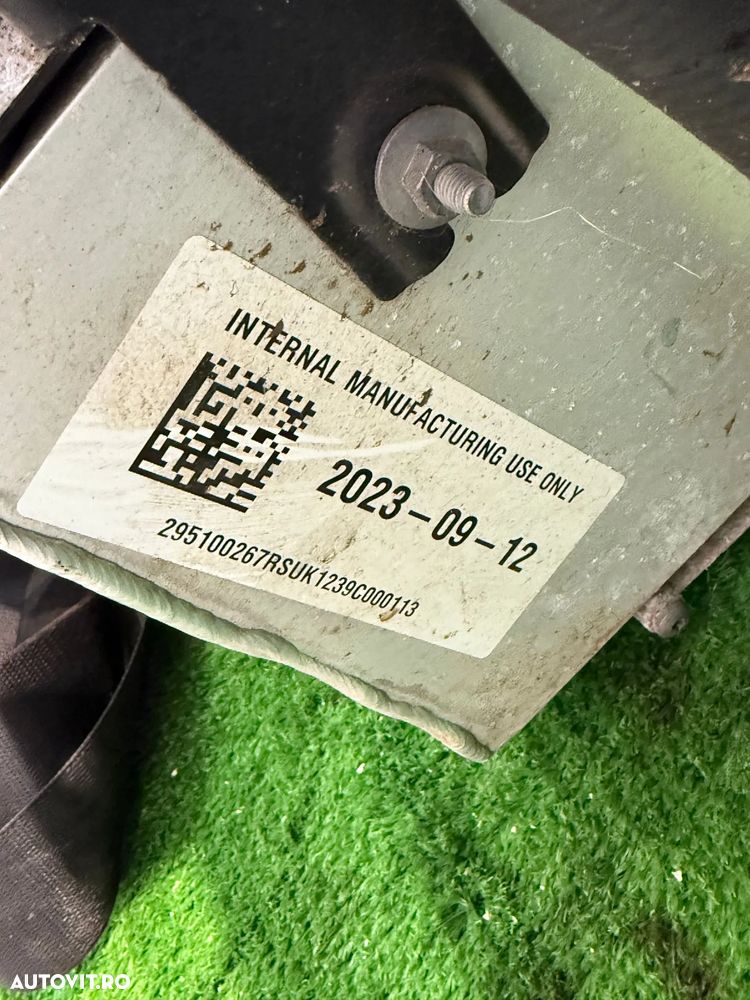 INTERNAL MANUFACTURING USE ONLY
2023-09-12
295100267RSUK1239C000113
AUTOVIT.RO